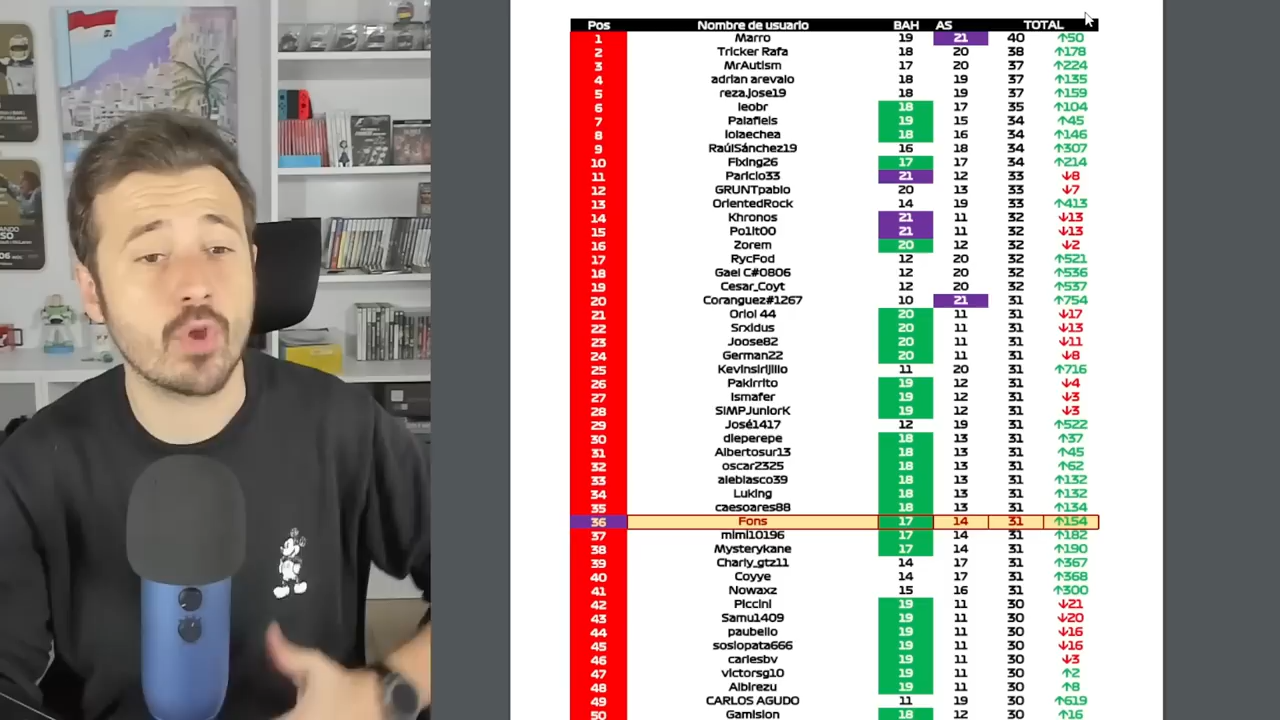 Pos Nombre de usuario BAH AS TOTAL
1 Marro 19 21 40 ↑50
2 Tricker Rafa 18 20 38 ↑178
3 MrAutism 17 20 37 ↑224
4 adrian arevalo 18 19 37 ↑135
5 reza.jose19 18 19 37 ↑159
6 leobr 18 17 35 ↑104
7 Palafiels 19 15 34 ↑45
8 lolaechea 18 16 34 ↑146
9 RaúlSánchez19 16 18 34 ↑307
10 Fixing26 17 17 34 ↑214
11 Paricio33 21 12 33 ↓8
12 GRUNTpablo 20 13 33 ↓7
13 OrientedRock 14 19 33 ↑413
14 Khronos 21 11 32 ↓13
15 Po1it00 21 11 32 ↓13
16 Zorem 20 12 32 ↓2
17 RycFod 12 20 32 ↑521
18 Gael C#0806 12 20 32 ↑536
19 Cesar_Coyt 12 20 32 ↑537
20 Coranguez#1267 10 21 31 ↑754
21 Oriol 44 20 11 31 ↓17
22 Srxidus 20 11 31 ↓13
23 Joose82 20 11 31 ↓11
24 German22 20 11 31 ↓8
25 Kevinsirijillo 11 20 31 ↑716
26 Pakirrito 19 12 31 ↓4
27 Ismafer 19 12 31 ↓3
28 SIMPJuniorK 19 12 31 ↓3
29 José1417 12 19 31 ↑522
30 dieperepe 18 13 31 ↑37
31 Albertosur13 18 13 31 ↑45
32 oscar2325 18 13 31 ↑62
33 aleblasco39 18 13 31 ↑132
34 Luking 18 13 31 ↑132
35 caesoares88 18 13 31 ↑134
36 Fons 17 14 31 ↑154
37 mimi10196 17 14 31 ↑182
38 Mysterykane 17 14 31 ↑190
39 Charly_gtz11 14 17 31 ↑367
40 Coyye 14 17 31 ↑368
41 Nowaxz 15 16 31 ↑300
42 Piccini 19 11 30 ↓21
43 Samu1409 19 11 30 ↓20
44 paubello 19 11 30 ↓16
45 sosiopata666 19 11 30 ↓16
46 carlesbv 19 11 30 ↓3
47 victorsg10 19 11 30 ↑2
48 Albirezu 19 11 30 ↑8
49 CARLOS AGUDO 11 19 30 ↑619
50 Gamision 18 12 30 ↑16